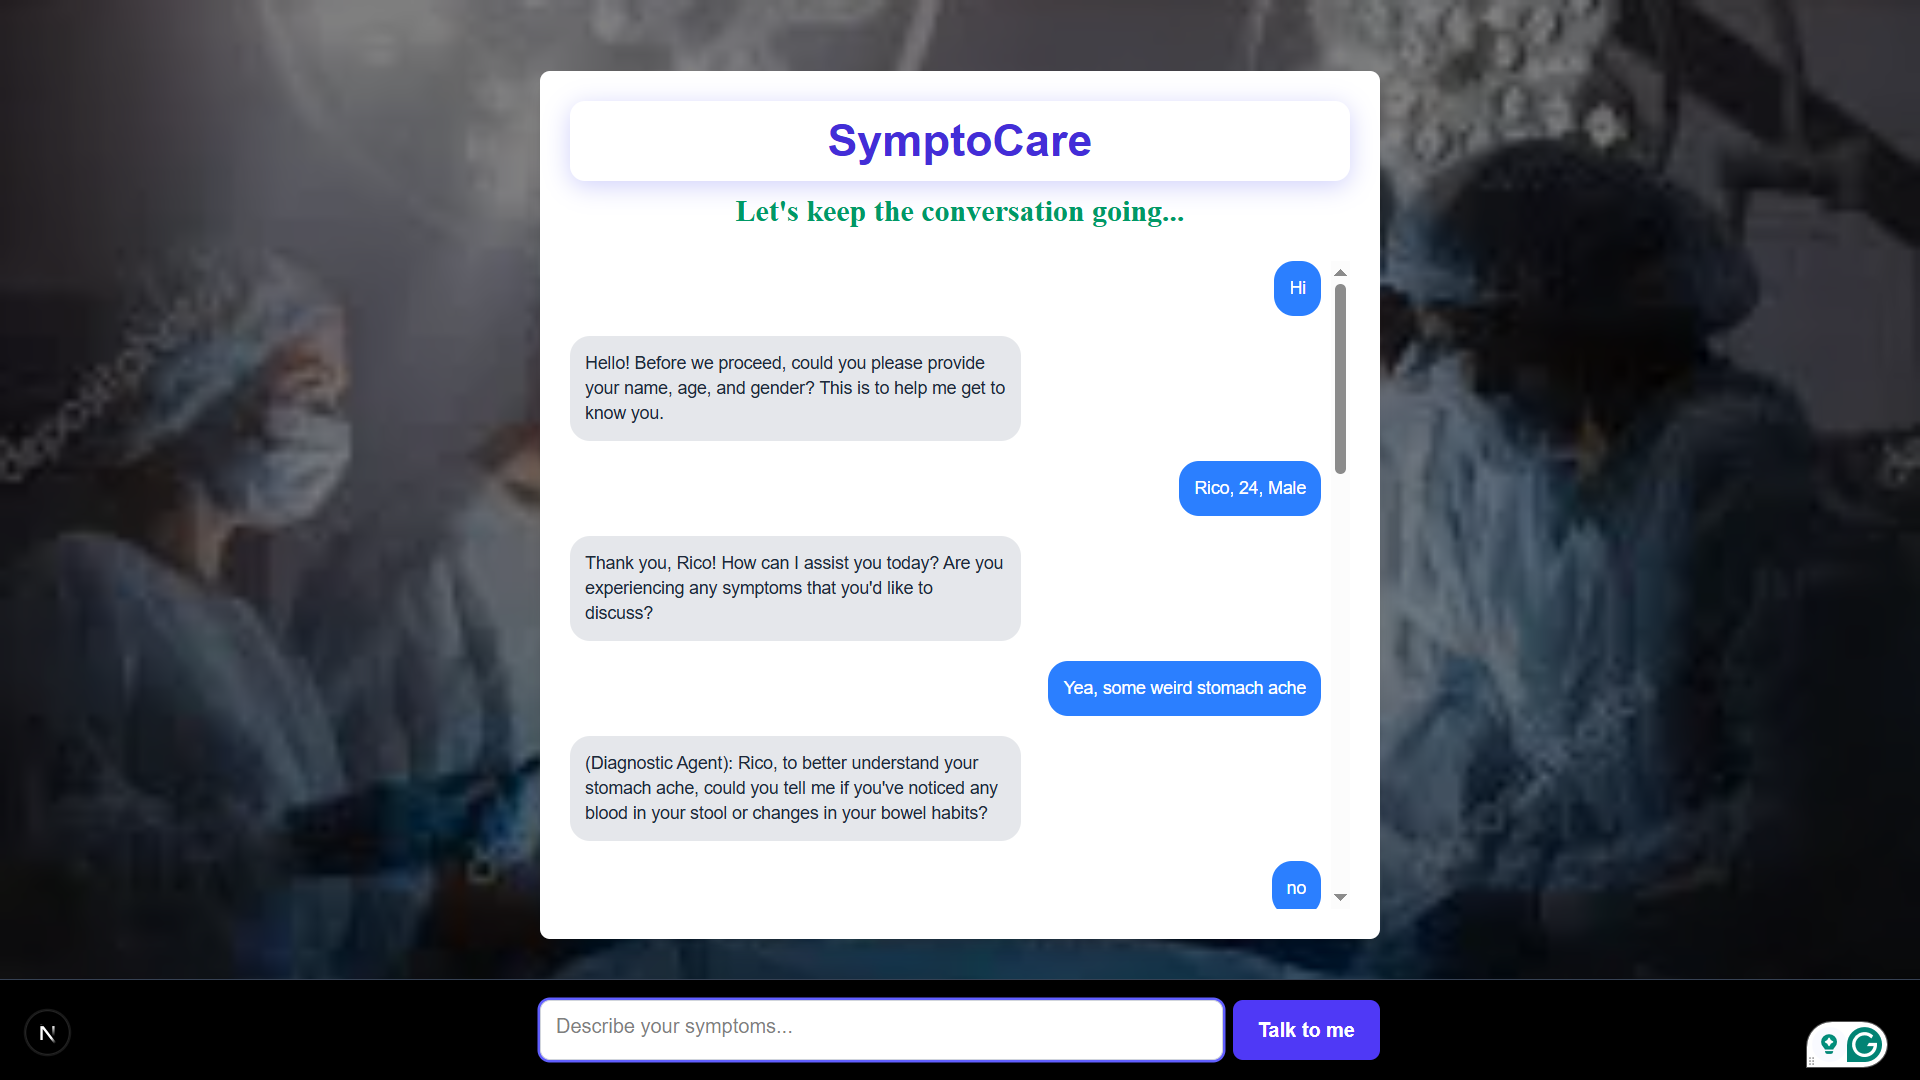 SymptoCare
Let's keep the conversation going...
Hi
Hello! Before we proceed, could you please provide
your name, age, and gender? This is to help me get to
know you.
Rico, 24, Male
Thank you, Rico! How can I assist you today? Are you
experiencing any symptoms that you'd like to
discuss?
Yea, some weird stomach ache
(Diagnostic Agent): Rico, to better understand your
stomach ache, could you tell me if you've noticed any
blood in your stool or changes in your bowel habits?
no
Describe your symptoms...
Talk to me
N
G